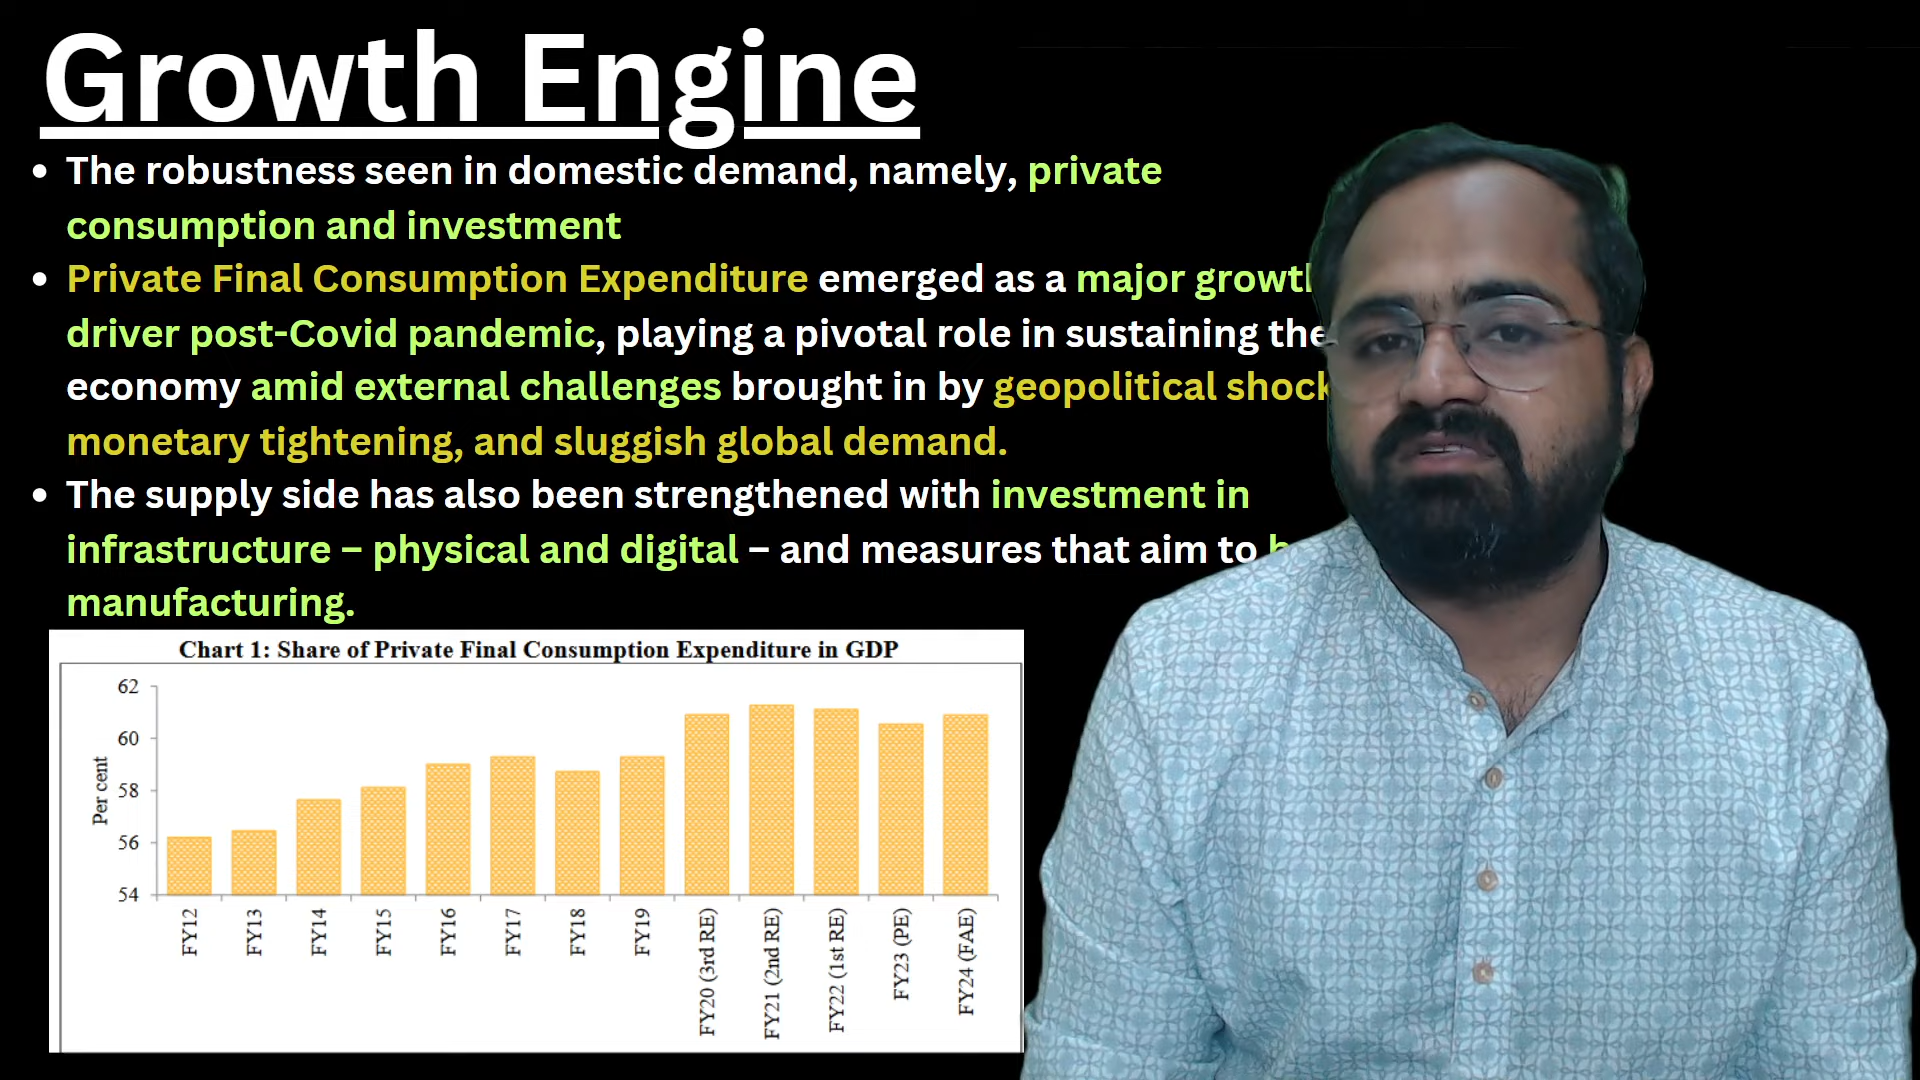 Growth Engine
• The robustness seen in domestic demand, namely, private
consumption and investment
• Private Final Consumption Expenditure emerged as a major
driver post-Covid pandemic, playing a pivotal role in sustaining the
economy amid external challenges brought in by geopolitical
monetary tightening, and sluggish global demand.
• The supply side has also been strengthened with investment in
infrastructure – physical and digital – and measures that aim to
manufacturing.
Chart 1: Share of Private Final Consumption Expenditure in GDP
Per cent
62
60
58
56
54
FY12
FY13
FY14
FY15
FY16
FY17
FY18
FY19
FY20 (3rd RE)
FY21 (2nd RE)
FY22 (1st RE)
FY23 (PE)
FY24 (FAE)